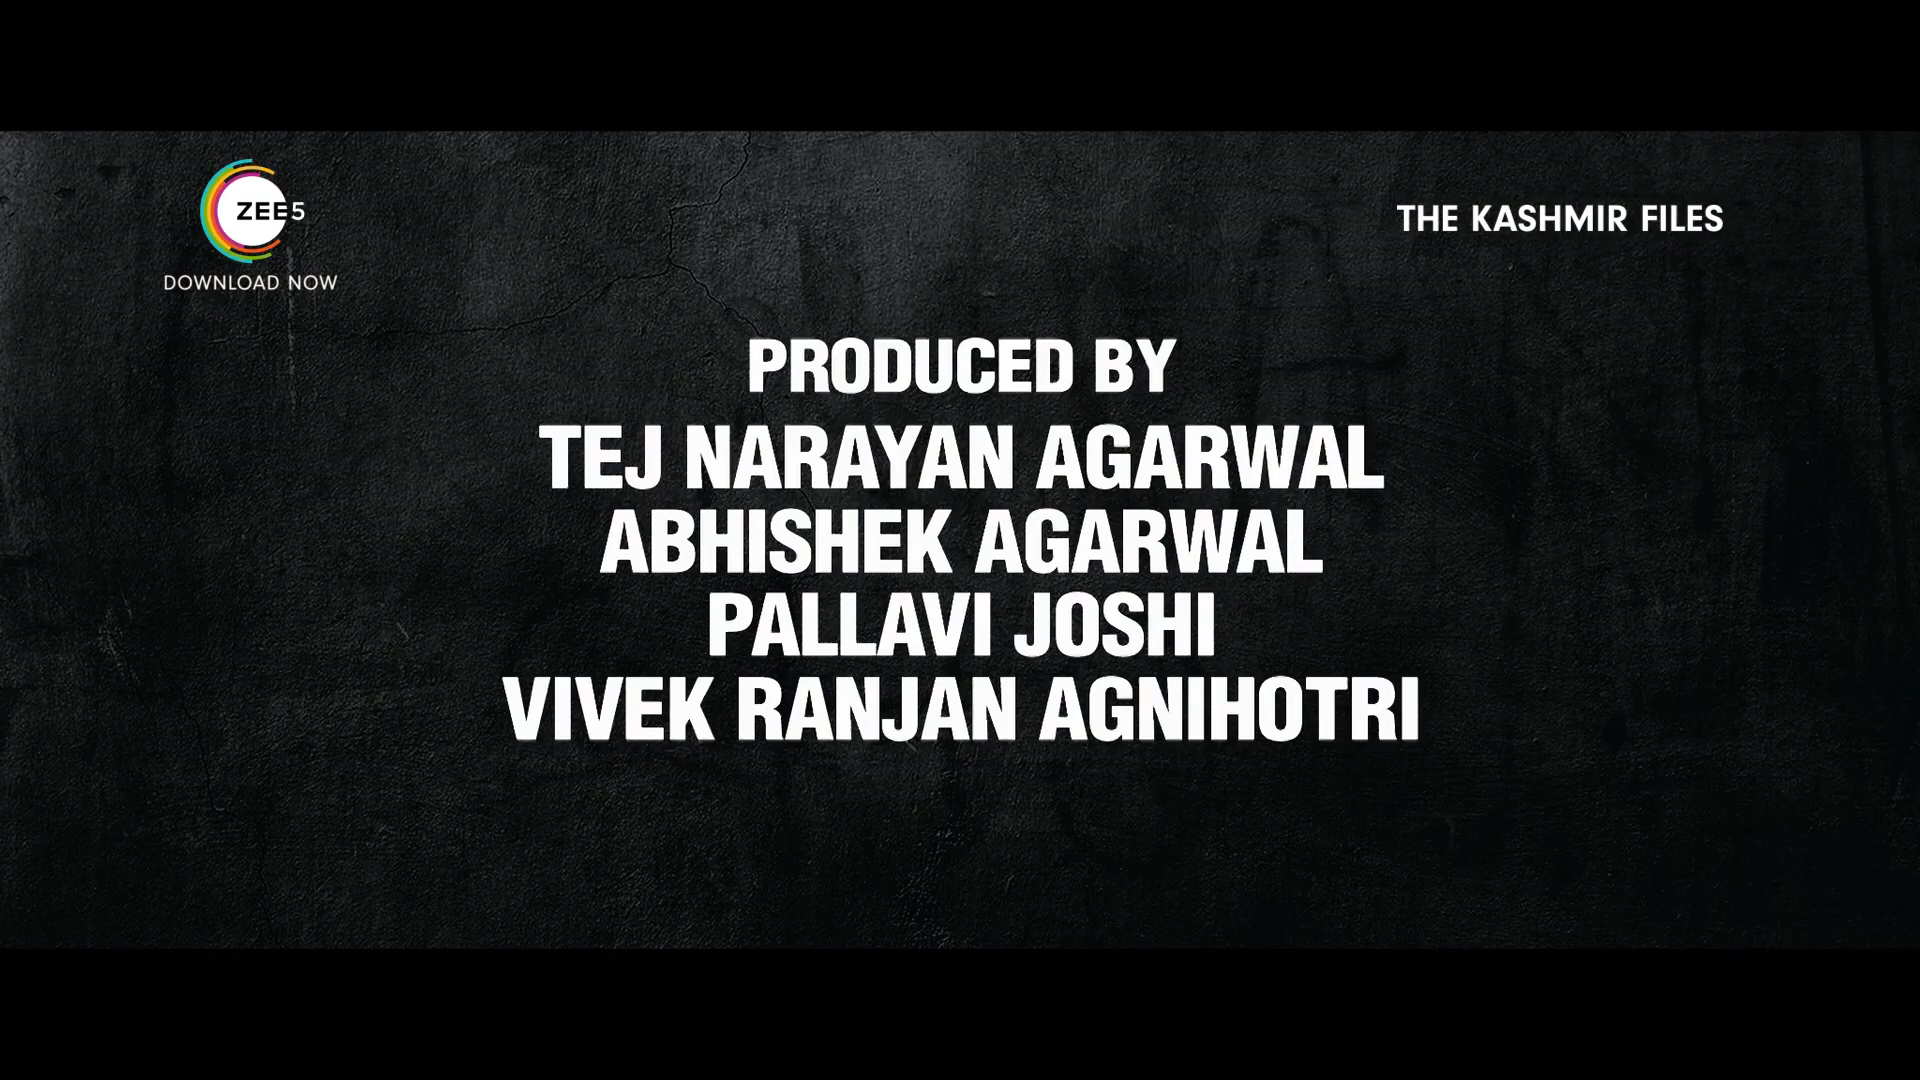 ZEE5
DOWNLOAD NOW
THE KASHMIR FILES
PRODUCED BY
TEJ NARAYAN AGARWAL
ABHISHEK AGARWAL
PALLAVI JOSHI
VIVEK RANJAN AGNIHOTRI